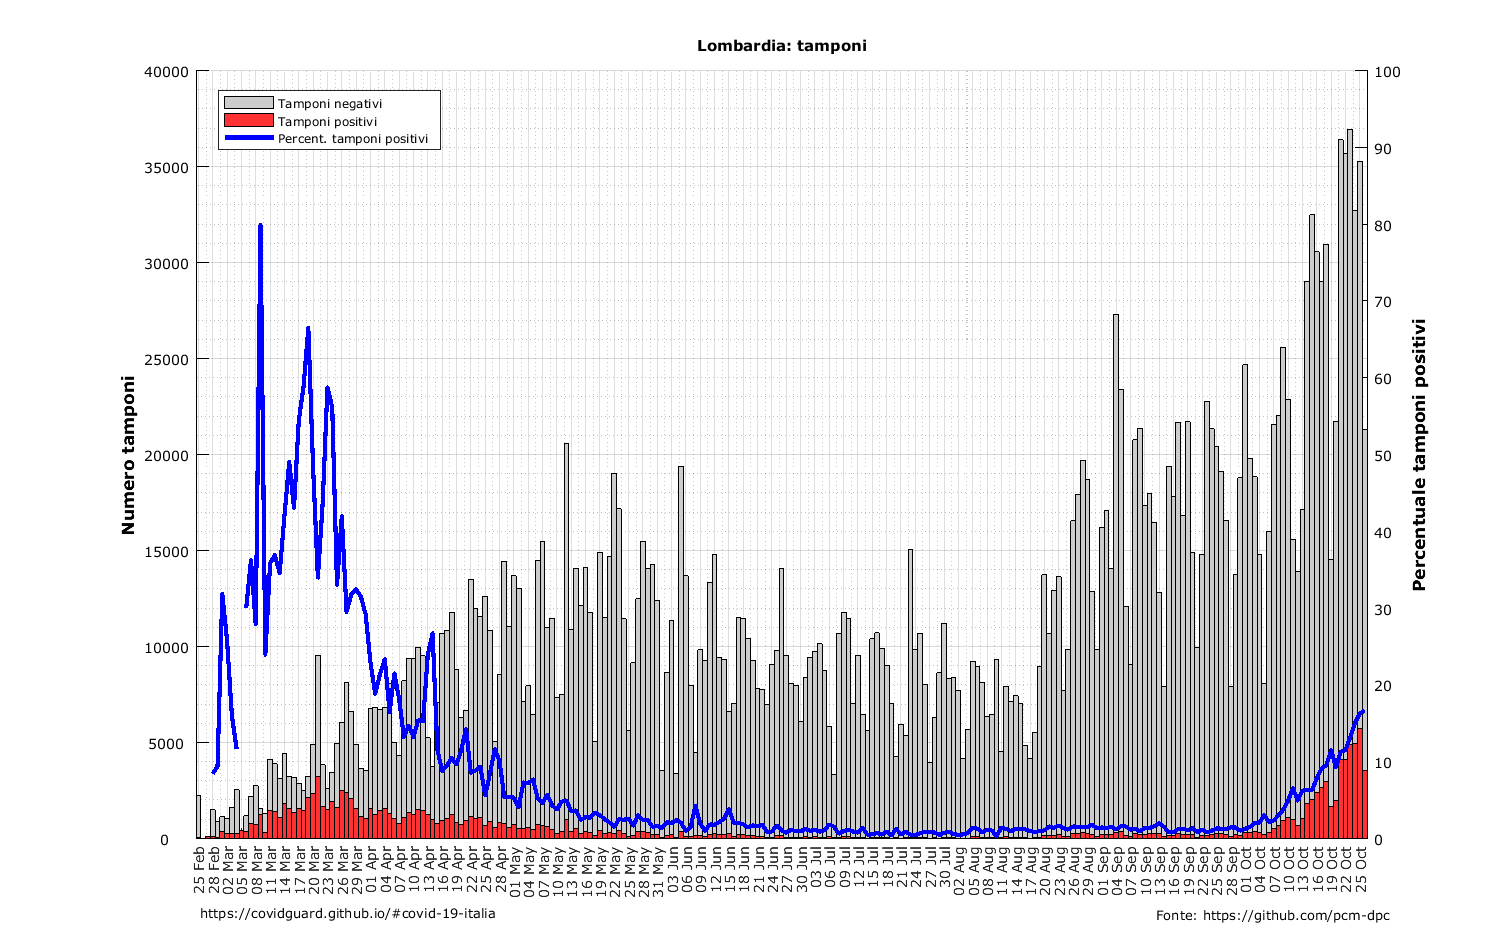 Lombardia: tamponi
Tamponi negativi
Tamponi positivi
Percent. tamponi positivi
Numero tamponi
40000
35000
30000
25000
20000
15000
10000
5000
0
Percentuale tamponi positivi
100
90
80
70
60
50
40
30
20
10
0
25 Feb
28 Feb
02 Mar
05 Mar
08 Mar
11 Mar
14 Mar
17 Mar
20 Mar
23 Mar
26 Mar
29 Mar
01 Apr
04 Apr
07 Apr
10 Apr
13 Apr
16 Apr
19 Apr
22 Apr
25 Apr
28 Apr
01 May
04 May
07 May
10 May
13 May
16 May
19 May
22 May
25 May
28 May
31 May
03 Jun
06 Jun
09 Jun
12 Jun
15 Jun
18 Jun
21 Jun
24 Jun
27 Jun
30 Jun
03 Jul
06 Jul
09 Jul
12 Jul
15 Jul
18 Jul
21 Jul
24 Jul
27 Jul
30 Jul
02 Aug
05 Aug
08 Aug
11 Aug
14 Aug
17 Aug
20 Aug
23 Aug
26 Aug
29 Aug
01 Sep
04 Sep
07 Sep
10 Sep
13 Sep
16 Sep
19 Sep
22 Sep
25 Sep
28 Sep
01 Oct
04 Oct
07 Oct
10 Oct
13 Oct
16 Oct
19 Oct
22 Oct
25 Oct
https://covidguard.github.io/#covid-19-italia
Fonte: https://github.com/pcm-dpc